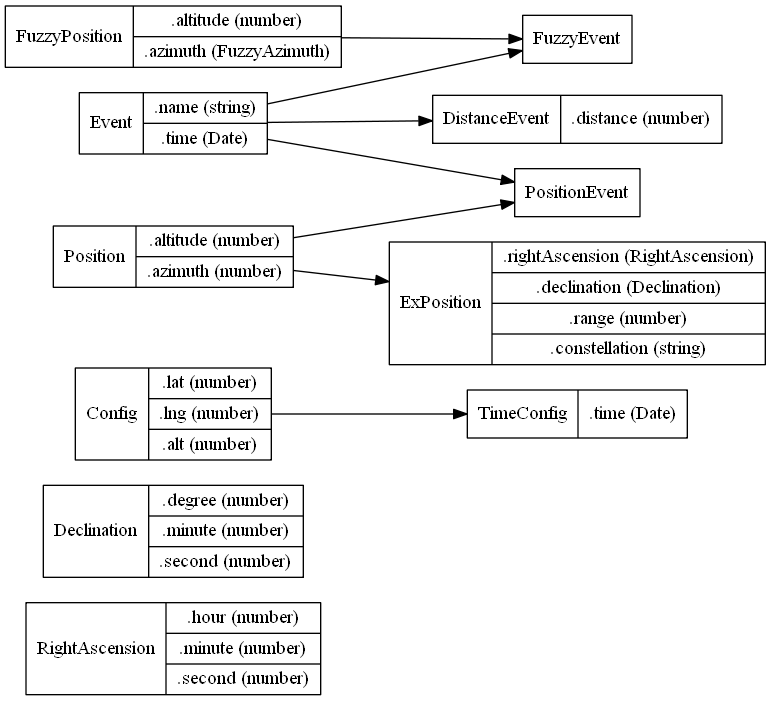 FuzzyPosition
.altitude (number)
.azimuth (FuzzyAzimuth)
FuzzyEvent
Event
.name (string)
.time (Date)
DistanceEvent
.distance (number)
PositionEvent
Position
.altitude (number)
.azimuth (number)
ExPosition
.rightAscension (RightAscension)
.declination (Declination)
.range (number)
.constellation (string)
Config
.lat (number)
.lng (number)
.alt (number)
TimeConfig
.time (Date)
Declination
.degree (number)
.minute (number)
.second (number)
RightAscension
.hour (number)
.minute (number)
.second (number)